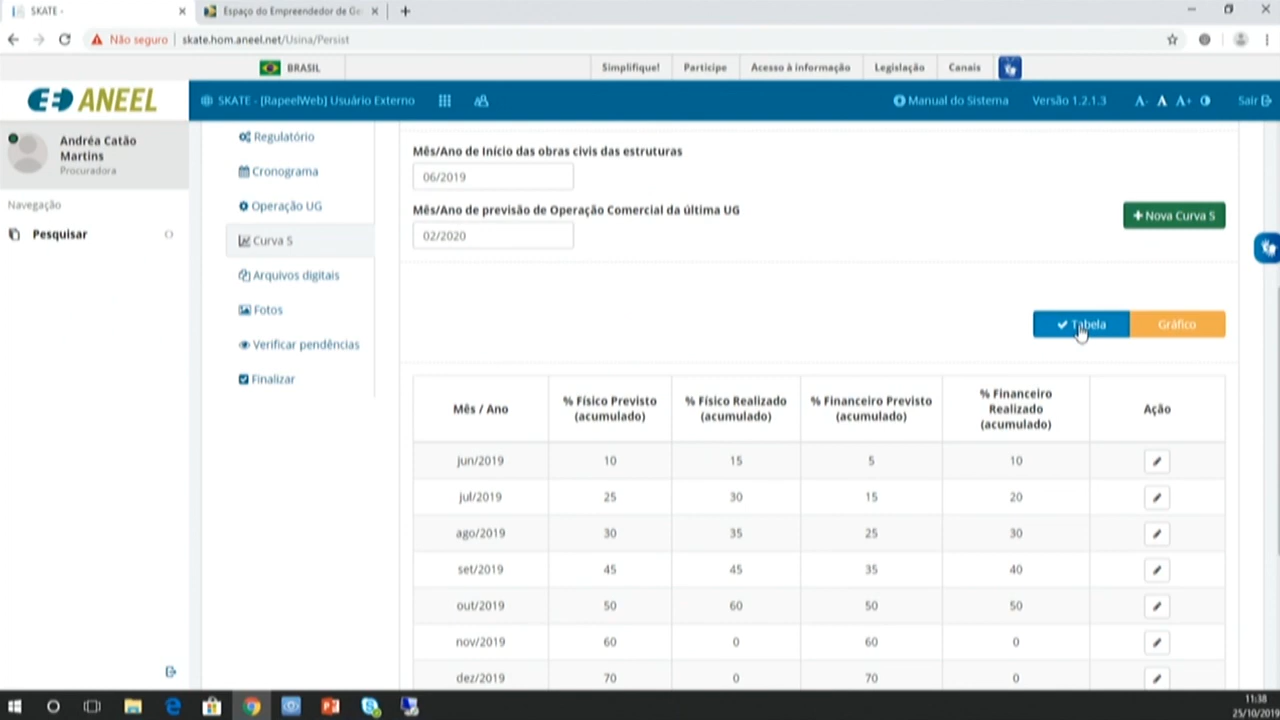 SKATE -
Espaço do Empreendedor de Ge
Não seguro
skate.hom.aneel.net/Usina/Persist
BRASIL
Simplifique!
Participe
Acesso à informação
Legislação
Canais
ANEEL
SKATE - [RapeelWeb] Usuário Externo
Manual do Sistema
Versão 1.2.1.3
A-
A
A+
Sair
Andréa Catão
Martins
Procuradora
Navegação
Pesquisar
Regulatório
Cronograma
Operação UG
Curva S
Arquivos digitais
Fotos
Verificar pendências
Finalizar
Mês/Ano de Início das obras civis das estruturas
06/2019
Mês/Ano de previsão de Operação Comercial da última UG
02/2020
Nova Curva S
Tabela
Gráfico
Mês / Ano % Físico Previsto (acumulado) % Físico Realizado (acumulado) % Financeiro Previsto (acumulado) % Financeiro Realizado (acumulado) Ação
jun/2019 10 15 5 10
jul/2019 25 30 15 20
ago/2019 30 35 25 30
set/2019 45 45 35 40
out/2019 50 60 50 50
nov/2019 60 0 60 0
dez/2019 70 0 70 0
11:38
25/10/2019